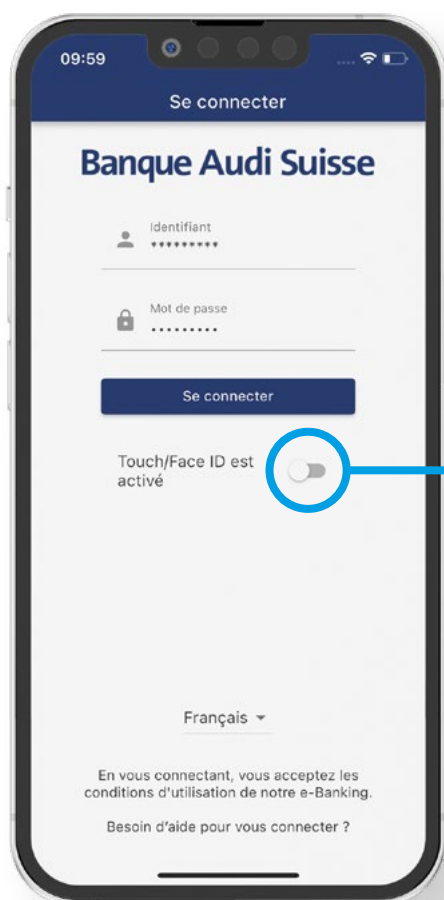 09:59
Se connecter
Banque Audi Suisse
Identifiant
*********
Mot de passe
.........
Se connecter
Touch/Face ID est
activé
Français
En vous connectant, vous acceptez les
conditions d'utilisation de notre e-Banking.
Besoin d’aide pour vous connecter ?